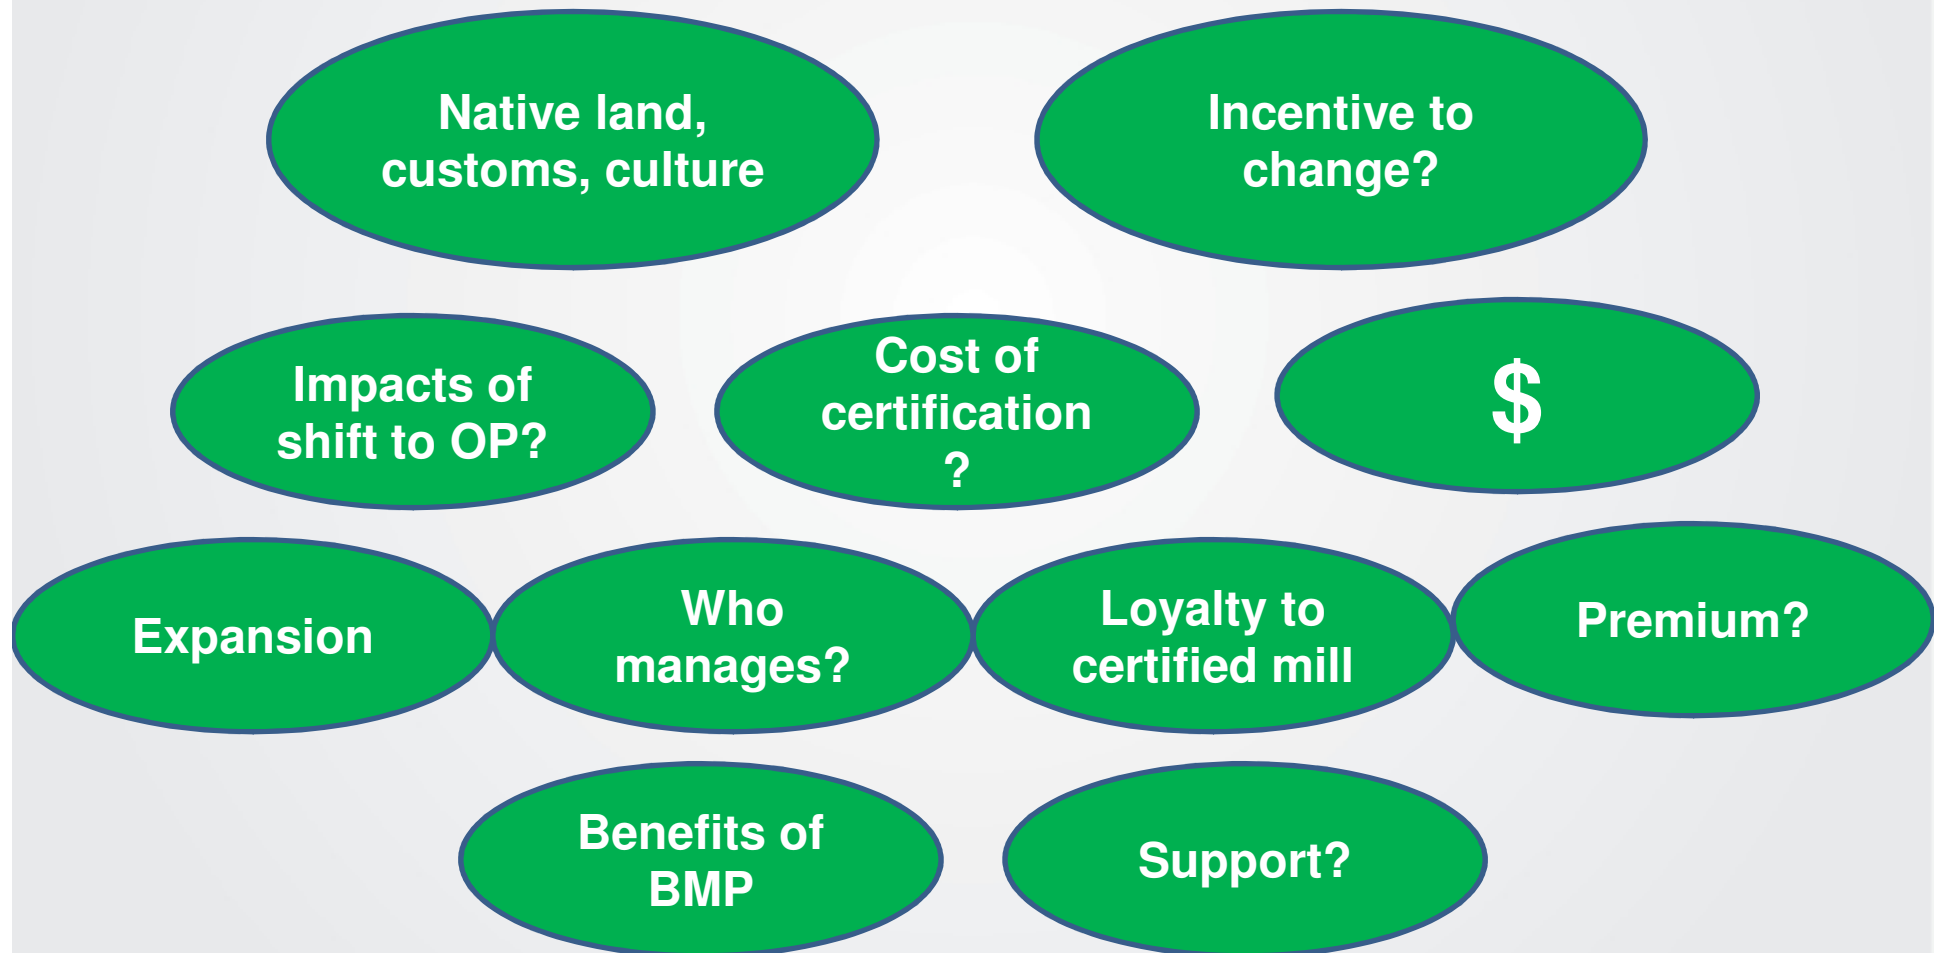 Native land,
customs, culture
Incentive to
change?
Impacts of
shift to OP?
Cost of
certification
?
$
Expansion
Who
manages?
Loyalty to
certified mill
Premium?
Benefits of
BMP
Support?